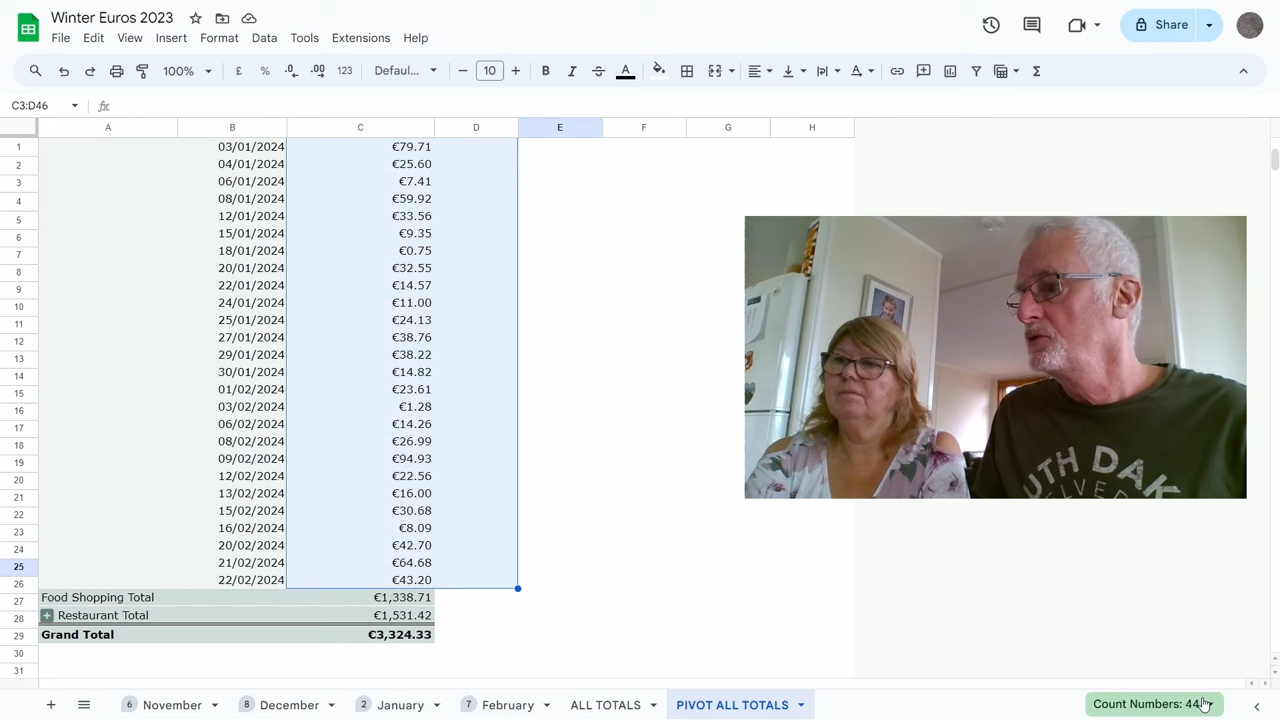 Winter Euros 2023
File Edit View Insert Format Data Tools Extensions Help
Share
100% £ % .0 .00 123 Defaul... 10 B I S A Σ
C3:D46 fx
A B C D E F G H
1 03/01/2024 €79.71
2 04/01/2024 €25.60
3 06/01/2024 €7.41
4 08/01/2024 €59.92
5 12/01/2024 €33.56
6 15/01/2024 €9.35
7 18/01/2024 €0.75
8 20/01/2024 €32.55
9 22/01/2024 €14.57
10 24/01/2024 €11.00
11 25/01/2024 €24.13
12 27/01/2024 €38.76
13 29/01/2024 €38.22
14 30/01/2024 €14.82
15 01/02/2024 €23.61
16 03/02/2024 €1.28
17 06/02/2024 €14.26
18 08/02/2024 €26.99
19 09/02/2024 €94.93
20 12/02/2024 €22.56
21 13/02/2024 €16.00
22 15/02/2024 €30.68
23 16/02/2024 €8.09
24 20/02/2024 €42.70
25 21/02/2024 €64.68
26 22/02/2024 €43.20
27 Food Shopping Total €1,338.71
28 + Restaurant Total €1,531.42
29 Grand Total €3,324.33
30
31
UTH DAK
ELVED
+ 6 November 8 December 2 January 7 February ALL TOTALS PIVOT ALL TOTALS Count Numbers: 44